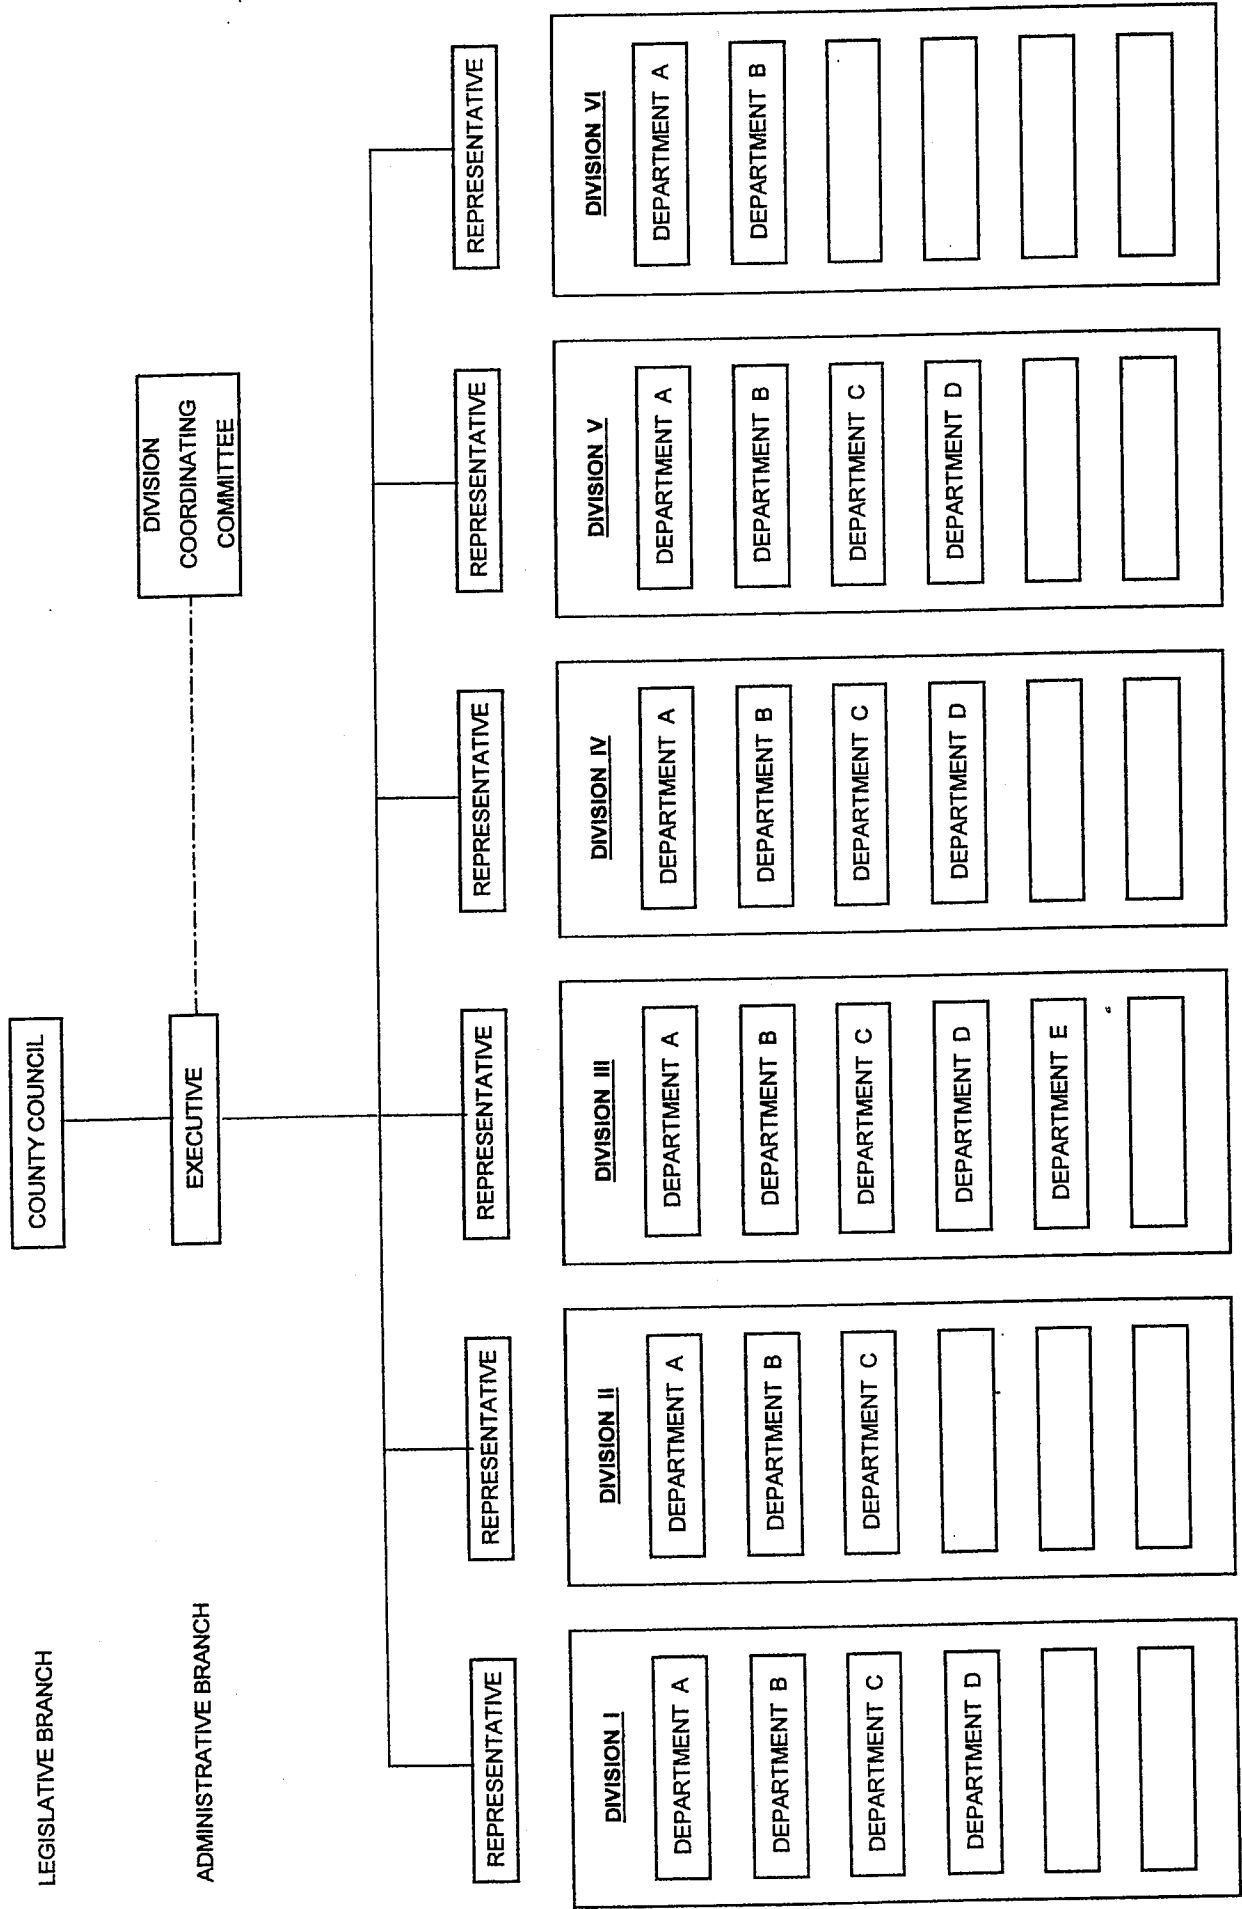 LEGISLATIVE BRANCH
COUNTY COUNCIL
ADMINISTRATIVE BRANCH
EXECUTIVE
DIVISION
COORDINATING
COMMITTEE
REPRESENTATIVE
REPRESENTATIVE
REPRESENTATIVE
REPRESENTATIVE
REPRESENTATIVE
REPRESENTATIVE
DIVISION I
DEPARTMENT A
DEPARTMENT B
DEPARTMENT C
DEPARTMENT D
DIVISION II
DEPARTMENT A
DEPARTMENT B
DEPARTMENT C
DIVISION III
DEPARTMENT A
DEPARTMENT B
DEPARTMENT C
DEPARTMENT D
DEPARTMENT E
DIVISION IV
DEPARTMENT A
DEPARTMENT B
DEPARTMENT C
DEPARTMENT D
DIVISION V
DEPARTMENT A
DEPARTMENT B
DEPARTMENT C
DEPARTMENT D
DIVISION VI
DEPARTMENT A
DEPARTMENT B